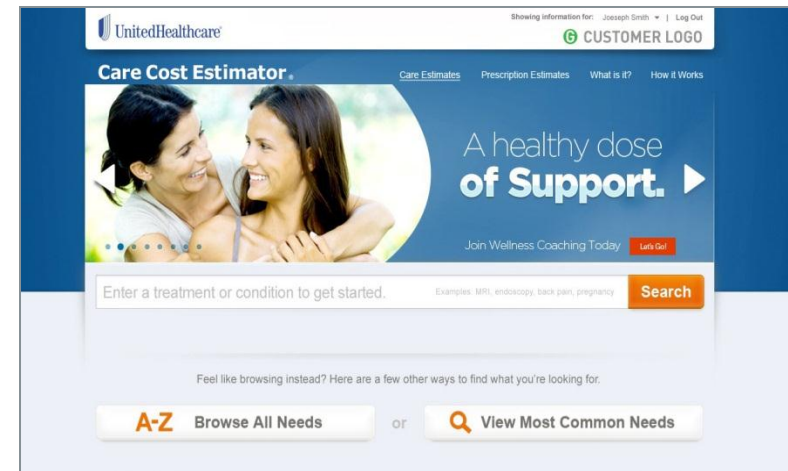 Showing information for: Joeseph Smith | Log Out
UnitedHealthcare®
G CUSTOMER LOGO
Care Cost Estimator®
Care Estimates Prescription Estimates What is it? How it Works
A healthy dose
of Support.
Join Wellness Coaching Today Let's Go!
Enter a treatment or condition to get started. Examples: MRI, endoscopy, back pain, pregnancy Search
Feel like browsing instead? Here are a few other ways to find what you're looking for.
A-Z Browse All Needs or View Most Common Needs